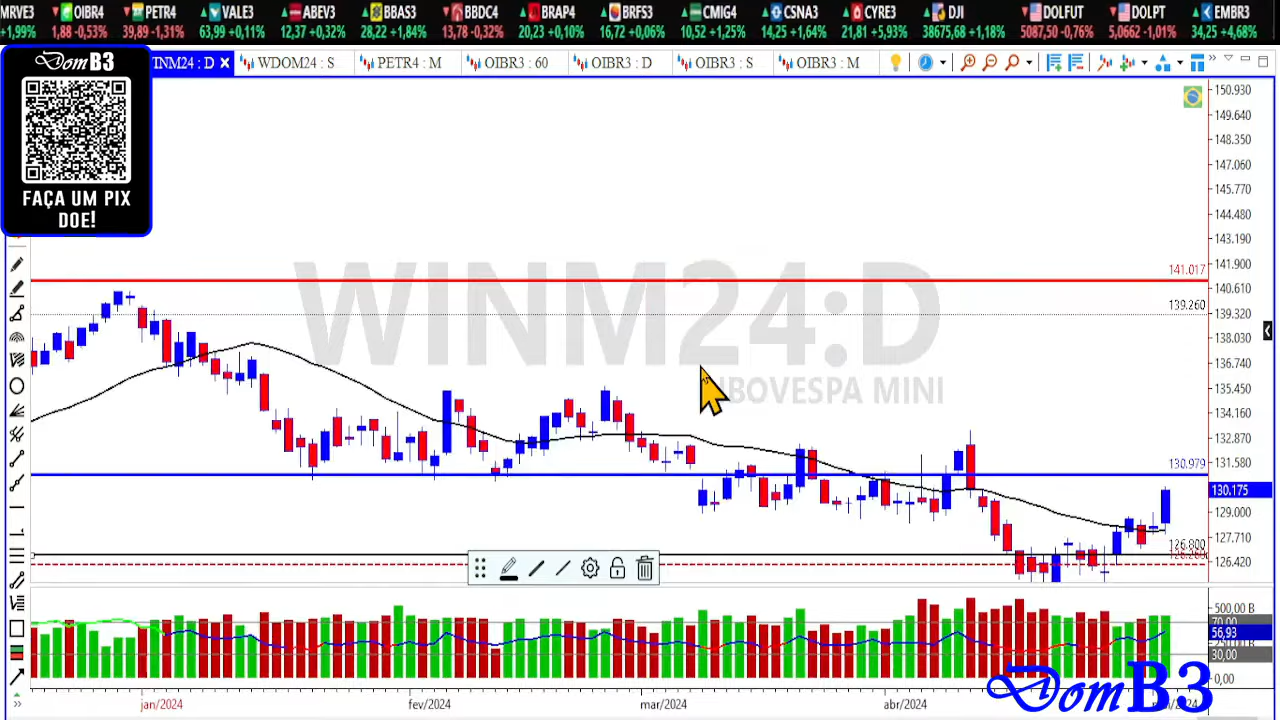 MRVE3 OIBR4 PETR4 VALE3 ABEV3 BBAS3 BBDC4 BRAP4 BRFS3 CMIG4 CSNA3 CYRE3 DJI DOLFUT DOLPT EMBR3
+1,99% 1,88 -0,53% 39,89 -1,31% 63,99 +0,11% 12,37 +0,32% 28,22 +1,84% 13,78 -0,32% 20,23 +0,10% 16,72 +0,06% 10,52 +1,25% 14,25 +1,64% 21,81 +5,93% 38675,68 +1,18% 5087,50 -0,76% 5,0662 -1,01% 34,25 +4,68%
DomB3
FAÇA UM PIX
DOE!
WINM24 : D WDOM24 : S PETR4 : M OIBR3 : 60 OIBR3 : D OIBR3 : S OIBR3 : M
WINM24:D
IBOVESPA MINI
150.930
149.640
148.350
147.060
145.770
144.480
143.190
141.900
141.017
140.610
139.260
139.320
138.030
136.740
135.450
134.160
132.870
130.979
131.580
130.175
129.000
127.710
126.800
126.420
500,00 B
70,00
56,93
30,00
0,00
jan/2024 fev/2024 mar/2024 abr/2024
DomB3